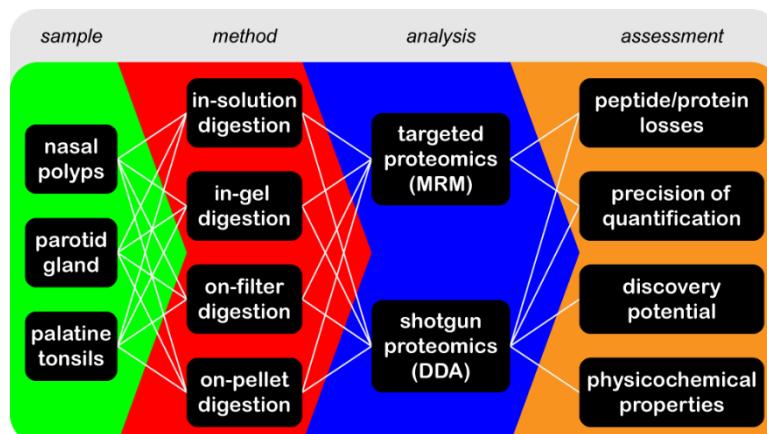 sample
method
analysis
assessment
nasal
polyps
parotid
gland
palatine
tonsils
in-solution
digestion
in-gel
digestion
on-filter
digestion
on-pellet
digestion
targeted
proteomics
(MRM)
shotgun
proteomics
(DDA)
peptide/protein
losses
precision of
quantification
discovery
potential
physicochemical
properties